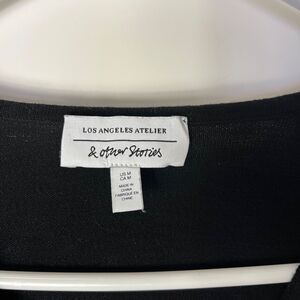 LOS ANGELES ATELIER
& other Stories
US M
CA M
MADE IN
CHINA
FABRIQUÉ EN
CHINE